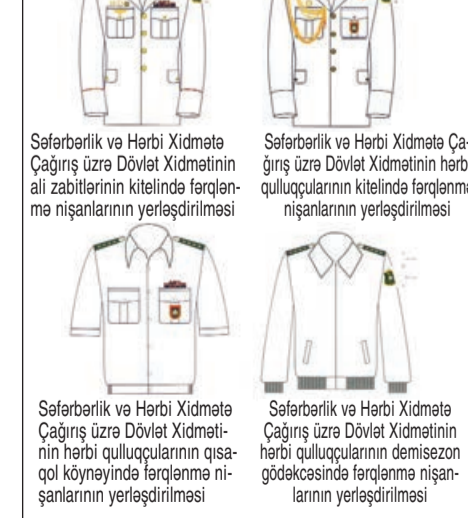 Səfərbərlik və Hərbi Xidmətə
Çağırış üzrə Dövlət Xidmətinin
ali zabitlərinin kitelində fərqlən-
mə nişanlarının yerləşdirilməsi
Səfərbərlik və Hərbi Xidmətə Ça-
ğırış üzrə Dövlət Xidmətinin hərb
qulluqçularının kitelində fərqlənmə
nişanlarının yerləşdirilməsi
Səfərbərlik və Hərbi Xidmətə
Çağırış üzrə Dövlət Xidməti-
nin hərbi qulluqçularının qısa-
qol köynəyində fərqlənmə ni-
şanlarının yerləşdirilməsi
Səfərbərlik və Hərbi Xidmətə
Çağırış üzrə Dövlət Xidmətinin
hərbi qulluqçularının demisezon
gödəkcəsində fərqlənmə nişan-
larının yerləşdirilməsi